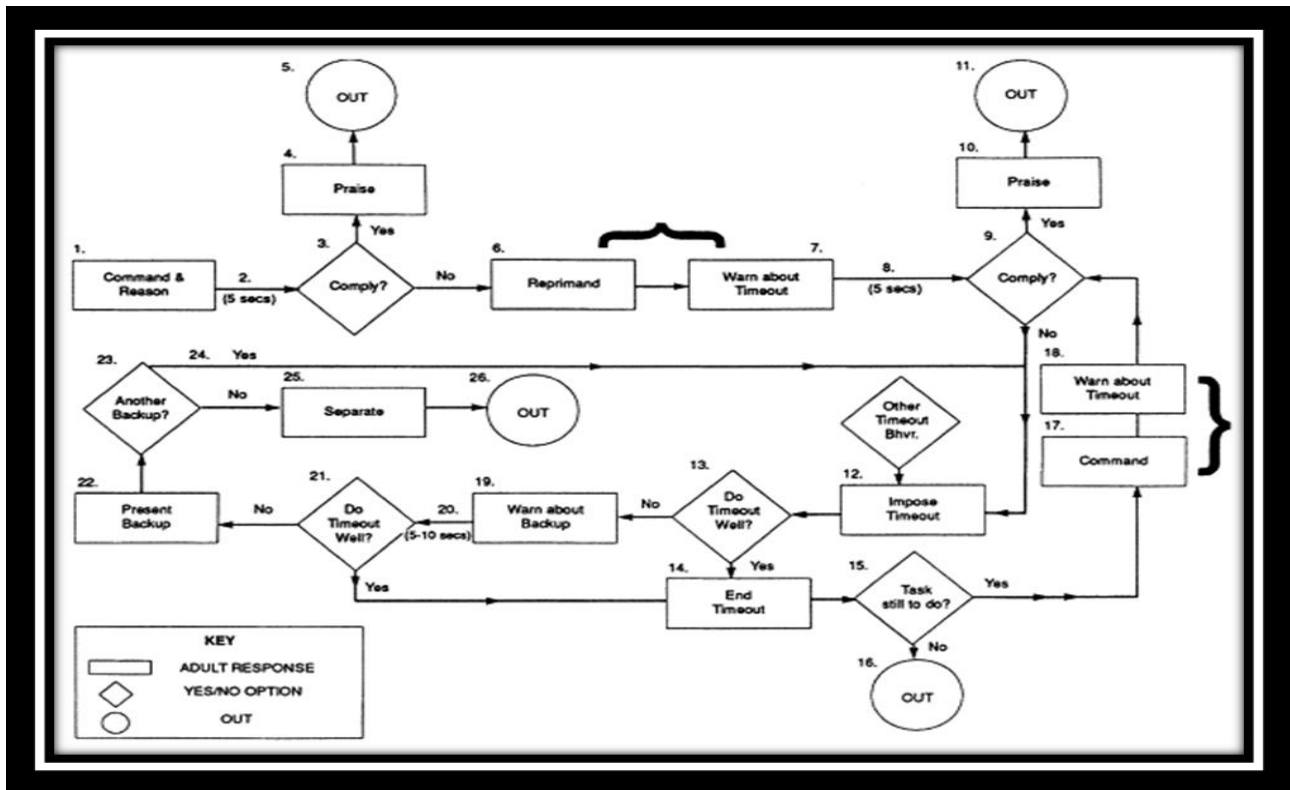 5.
OUT
4.
Praise
Yes
1.
Command &
Reason
2.
(5 secs)
3.
Comply?
No
6.
Reprimand
7.
Warn about
Timeout
8.
(5 secs)
9.
Comply?
Yes
10.
Praise
11.
OUT
No
23.
Another
Backup?
24.
Yes
No
25.
Separate
26.
OUT
Other
Timeout
Bhvr.
18.
Warn about
Timeout
17.
Command
22.
Present
Backup
No
21.
Do
Timeout
Well?
20.
(5-10 secs)
19.
Warn about
Backup
No
13.
Do
Timeout
Well?
12.
Impose
Timeout
Yes
Yes
14.
End
Timeout
15.
Task
still to do?
Yes
No
16.
OUT
KEY
ADULT RESPONSE
YES/NO OPTION
OUT